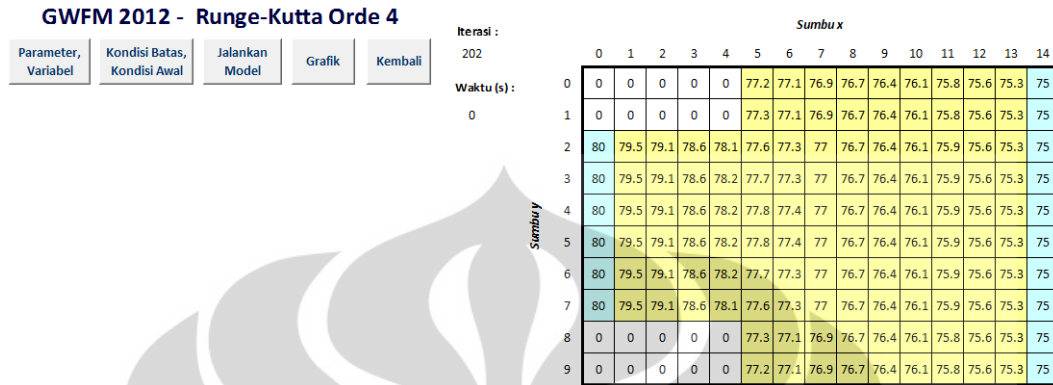 GWFM 2012 - Runge-Kutta Orde 4
Parameter, Variabel
Kondisi Batas, Kondisi Awal
Jalankan Model
Grafik
Kembali
Iterasi :
202
Waktu (s) :
0
Sumbu x
0 1 2 3 4 5 6 7 8 9 10 11 12 13 14
Sumbu y
0 0 0 0 0 0 77.2 77.1 76.9 76.7 76.4 76.1 75.8 75.6 75.3 75
1 0 0 0 0 0 77.3 77.1 76.9 76.7 76.4 76.1 75.8 75.6 75.3 75
2 80 79.5 79.1 78.6 78.1 77.6 77.3 77 76.7 76.4 76.1 75.9 75.6 75.3 75
3 80 79.5 79.1 78.6 78.2 77.7 77.3 77 76.7 76.4 76.1 75.9 75.6 75.3 75
4 80 79.5 79.1 78.6 78.2 77.8 77.4 77 76.7 76.4 76.1 75.9 75.6 75.3 75
5 80 79.5 79.1 78.6 78.2 77.8 77.4 77 76.7 76.4 76.1 75.9 75.6 75.3 75
6 80 79.5 79.1 78.6 78.2 77.7 77.3 77 76.7 76.4 76.1 75.9 75.6 75.3 75
7 80 79.5 79.1 78.6 78.1 77.6 77.3 77 76.7 76.4 76.1 75.9 75.6 75.3 75
8 0 0 0 0 0 77.3 77.1 76.9 76.7 76.4 76.1 75.8 75.6 75.3 75
9 0 0 0 0 0 77.2 77.1 76.9 76.7 76.4 76.1 75.8 75.6 75.3 75